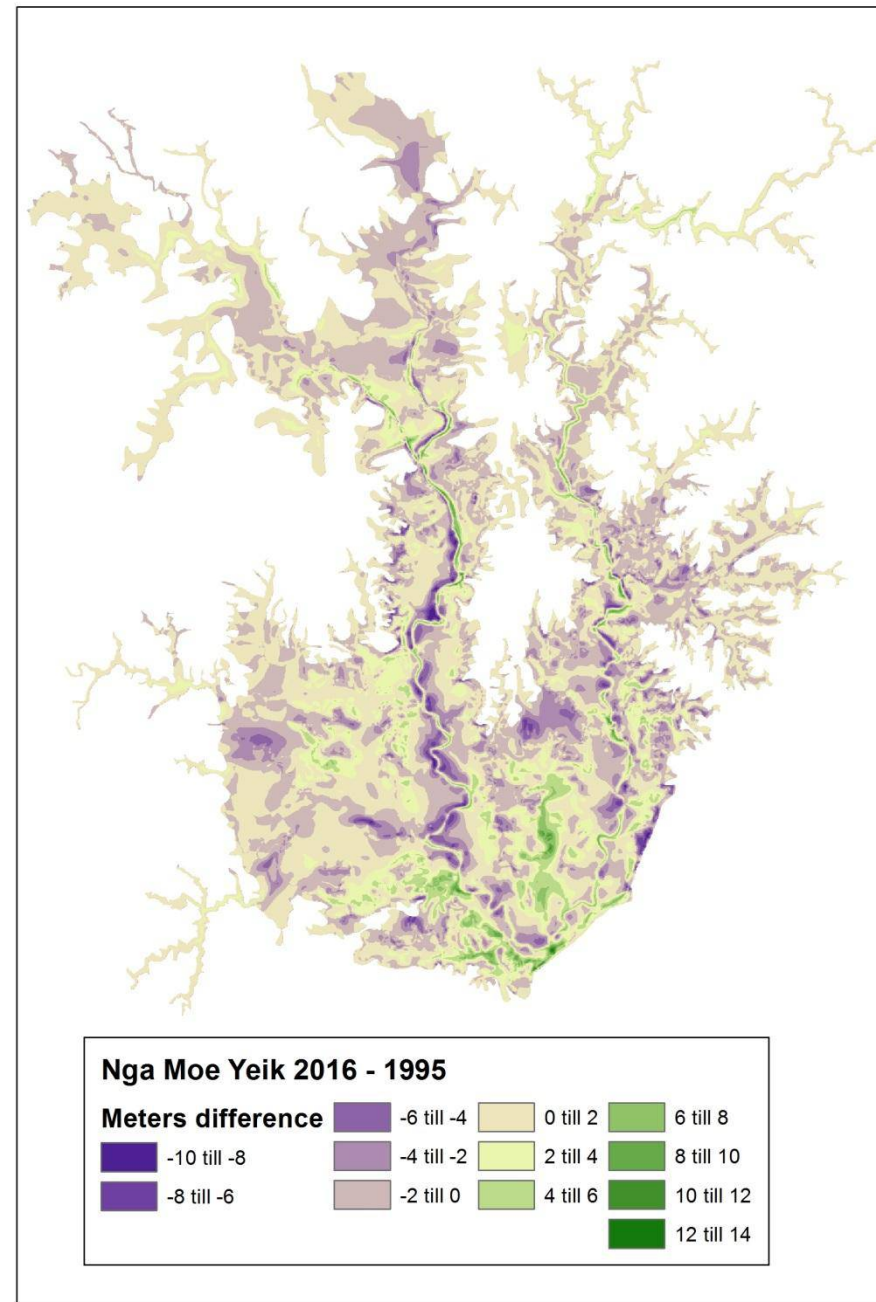 Nga Moe Yeik 2016 - 1995
Meters difference
-10 till -8
-8 till -6
-6 till -4
-4 till -2
-2 till 0
0 till 2
2 till 4
4 till 6
6 till 8
8 till 10
10 till 12
12 till 14